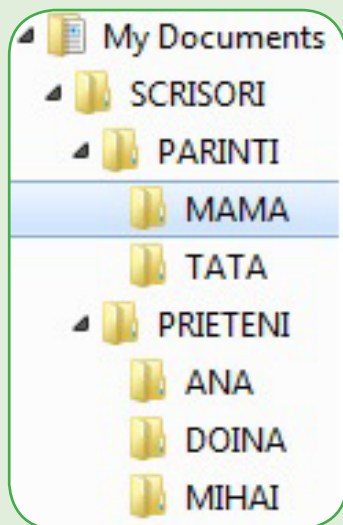 My Documents
SCRISORI
PARINTI
MAMA
TATA
PRIETENI
ANA
DOINA
MIHAI